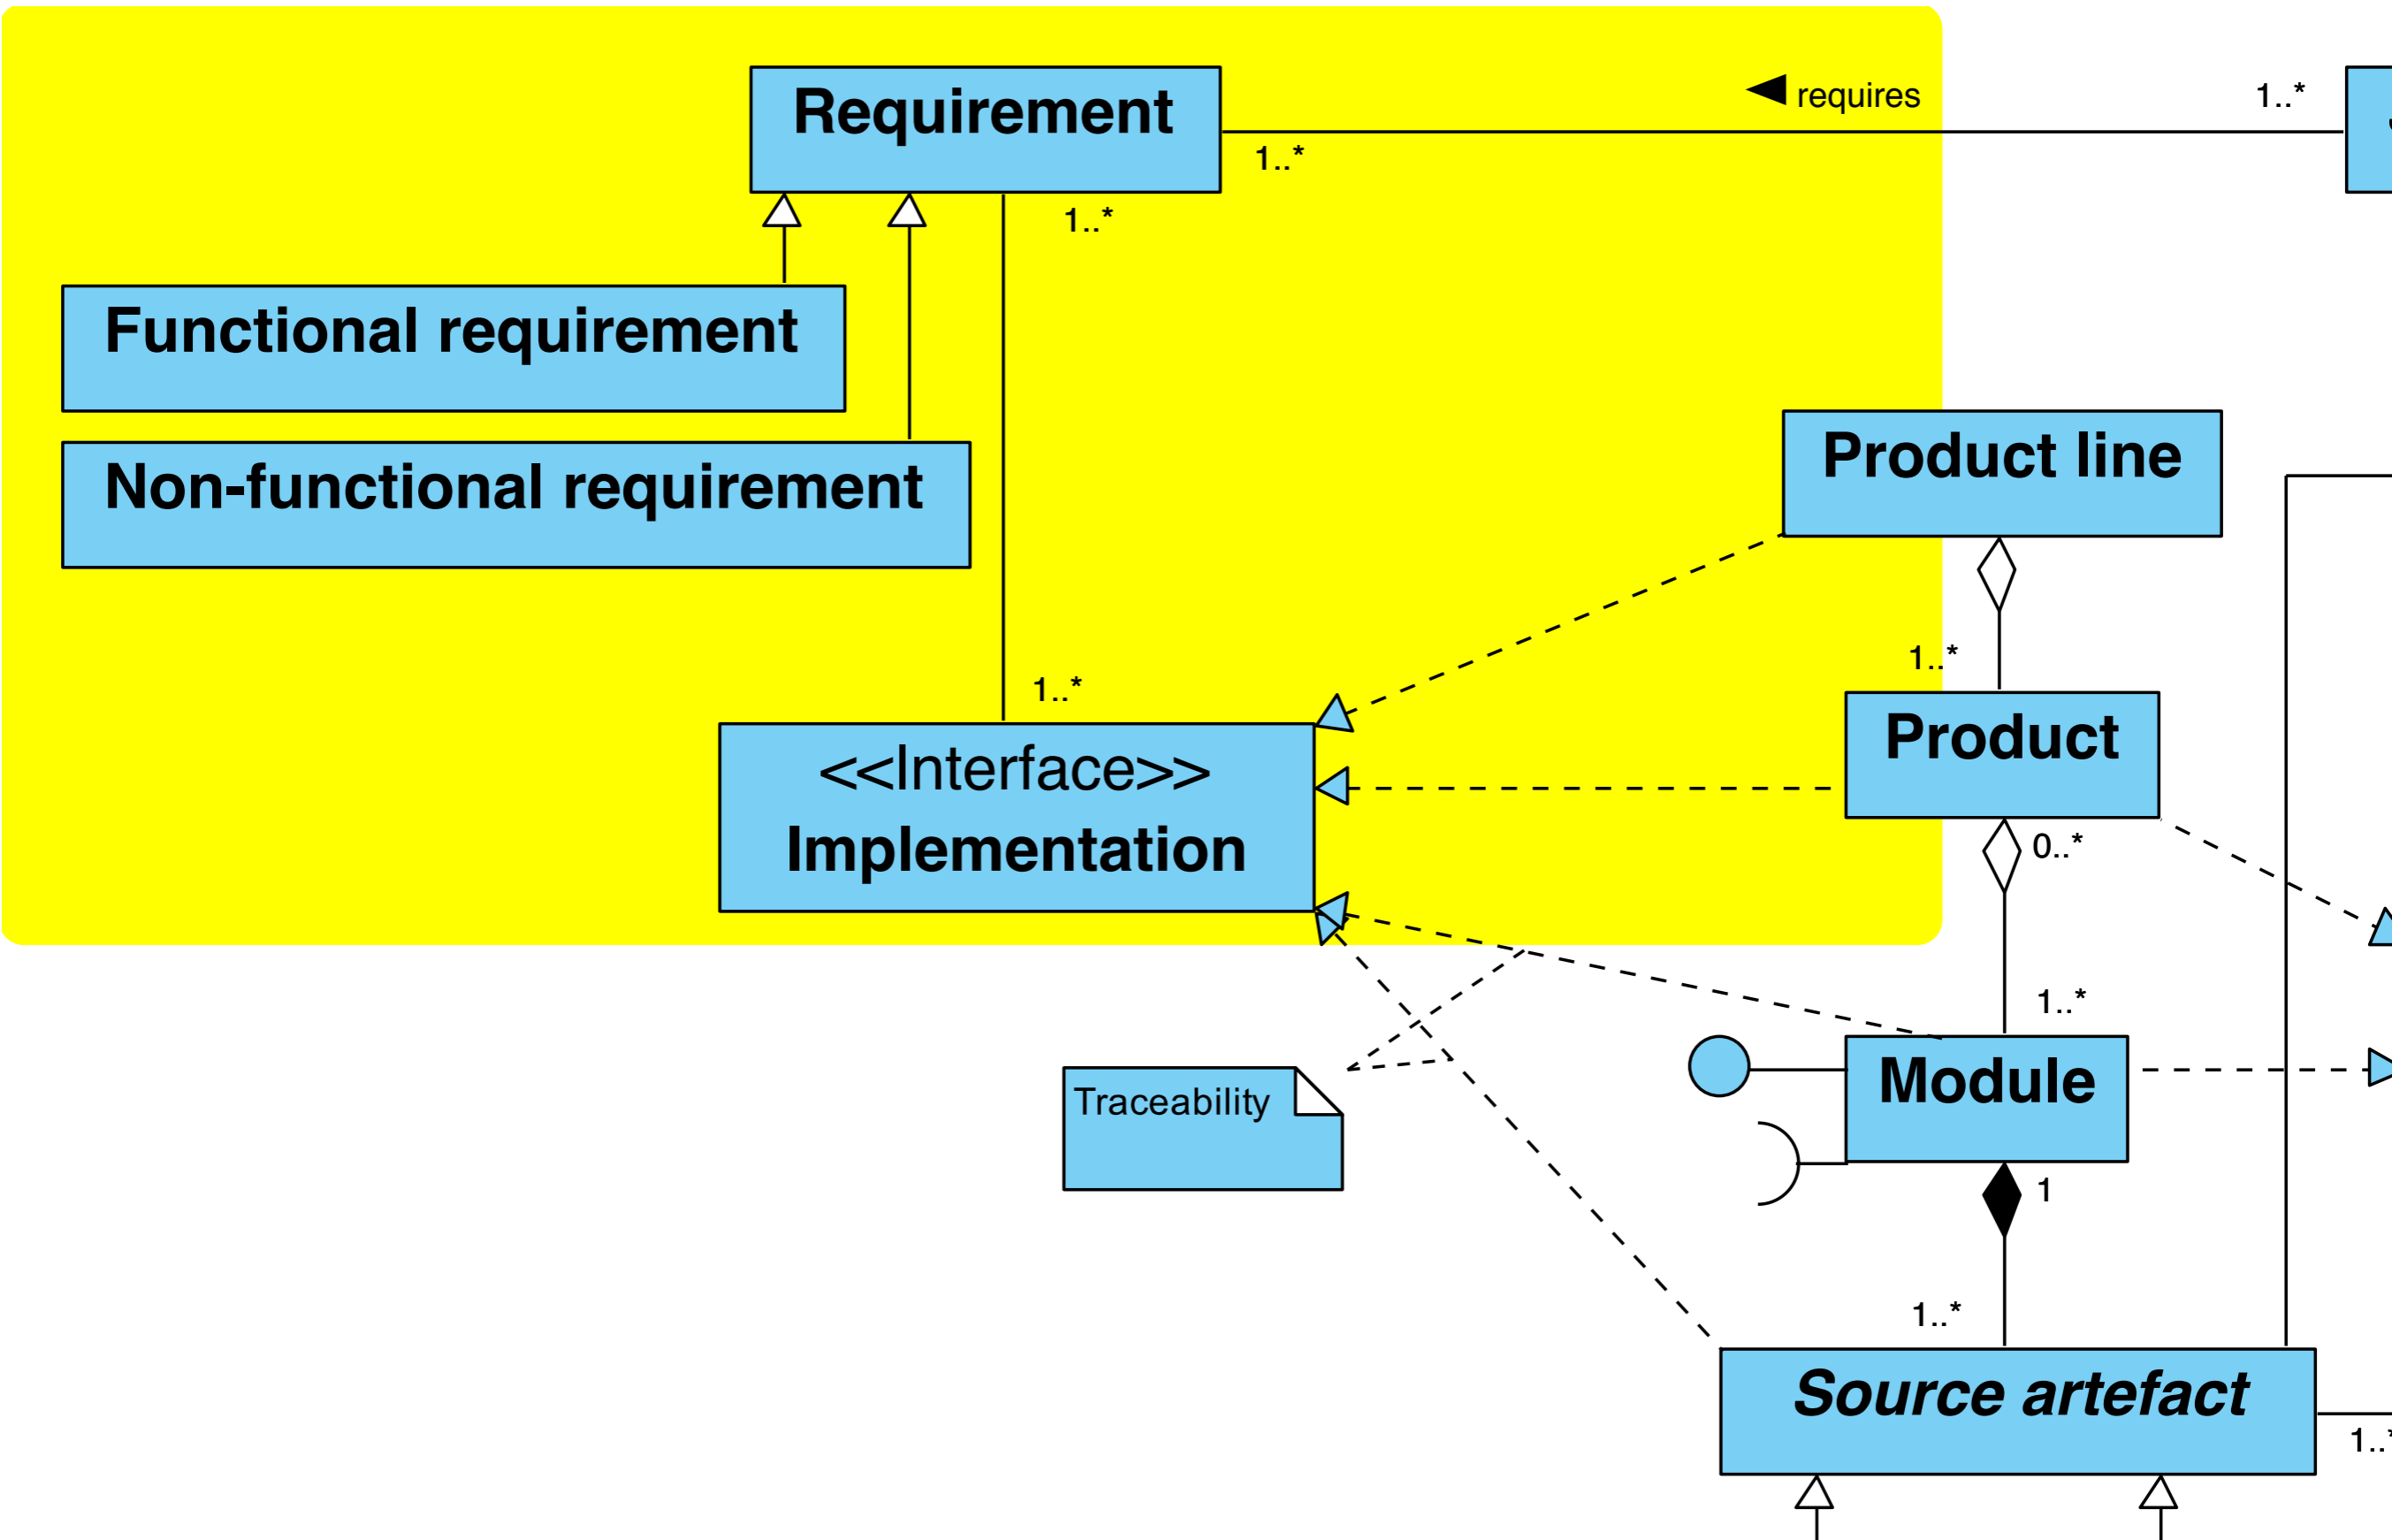 Requirement
requires
1..*
1..*
1..*
Functional requirement
Non-functional requirement
Product line
1..*
1..*
<<Interface>>
Implementation
Product
0..*
1..*
Traceability
Module
1
1..*
Source artefact
1..*